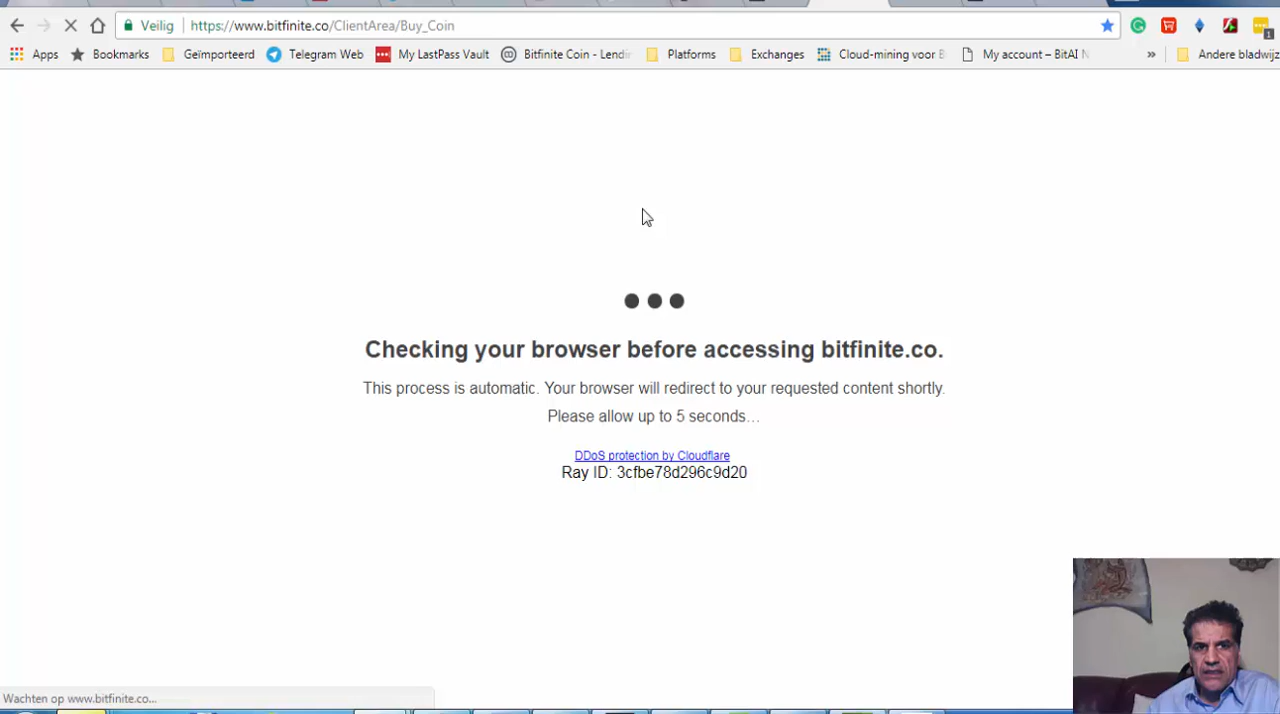 Veilig https://www.bitfinite.co/ClientArea/Buy_Coin
Apps Bookmarks Geïmporteerd Telegram Web My LastPass Vault Bitfinite Coin - Lendin Platforms Exchanges Cloud-mining voor B My account – BitAI N » Andere bladwijz
1
Checking your browser before accessing bitfinite.co.
This process is automatic. Your browser will redirect to your requested content shortly.
Please allow up to 5 seconds…
DDoS protection by Cloudflare
Ray ID: 3cfbe78d296c9d20
Wachten op www.bitfinite.co...